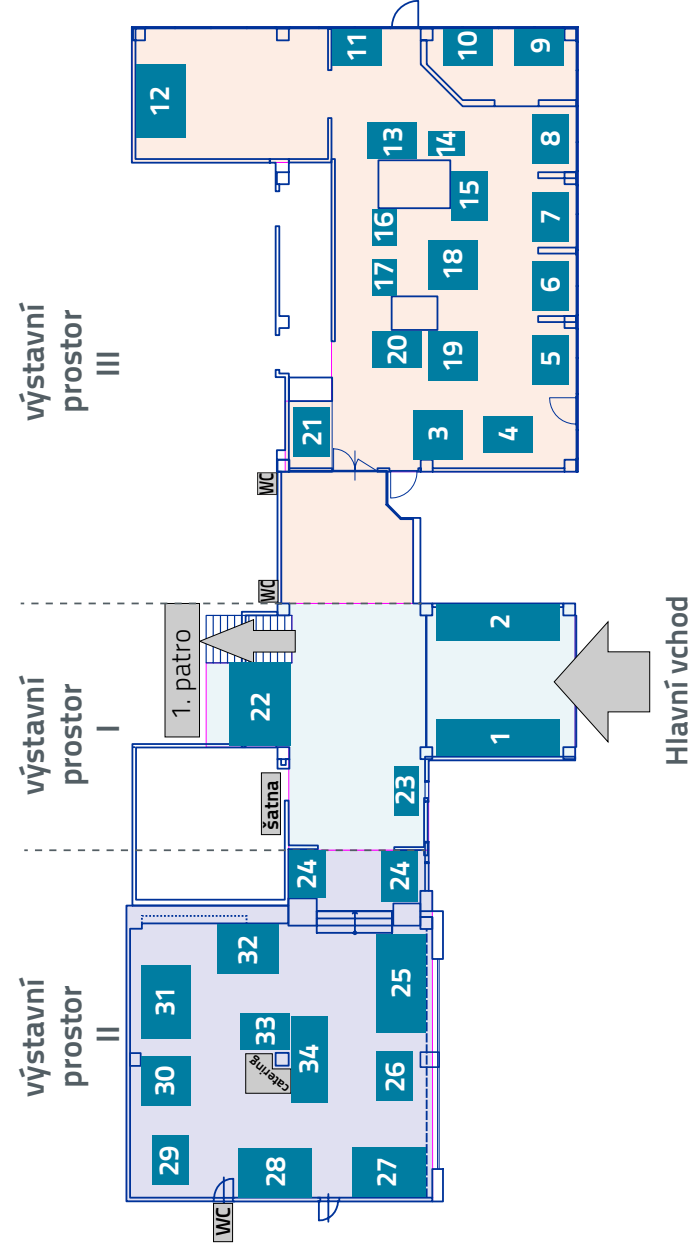 výstavní
prostor
II
výstavní
prostor
I
výstavní
prostor
III
12
11
10
9
13
14
8
15
16
7
17
18
6
20
19
5
21
3
4
WC
WC
1. patro
2
22
1
Hlavní vchod
šatna
23
24
24
32
31
25
33
catering
34
30
26
29
28
27
WC